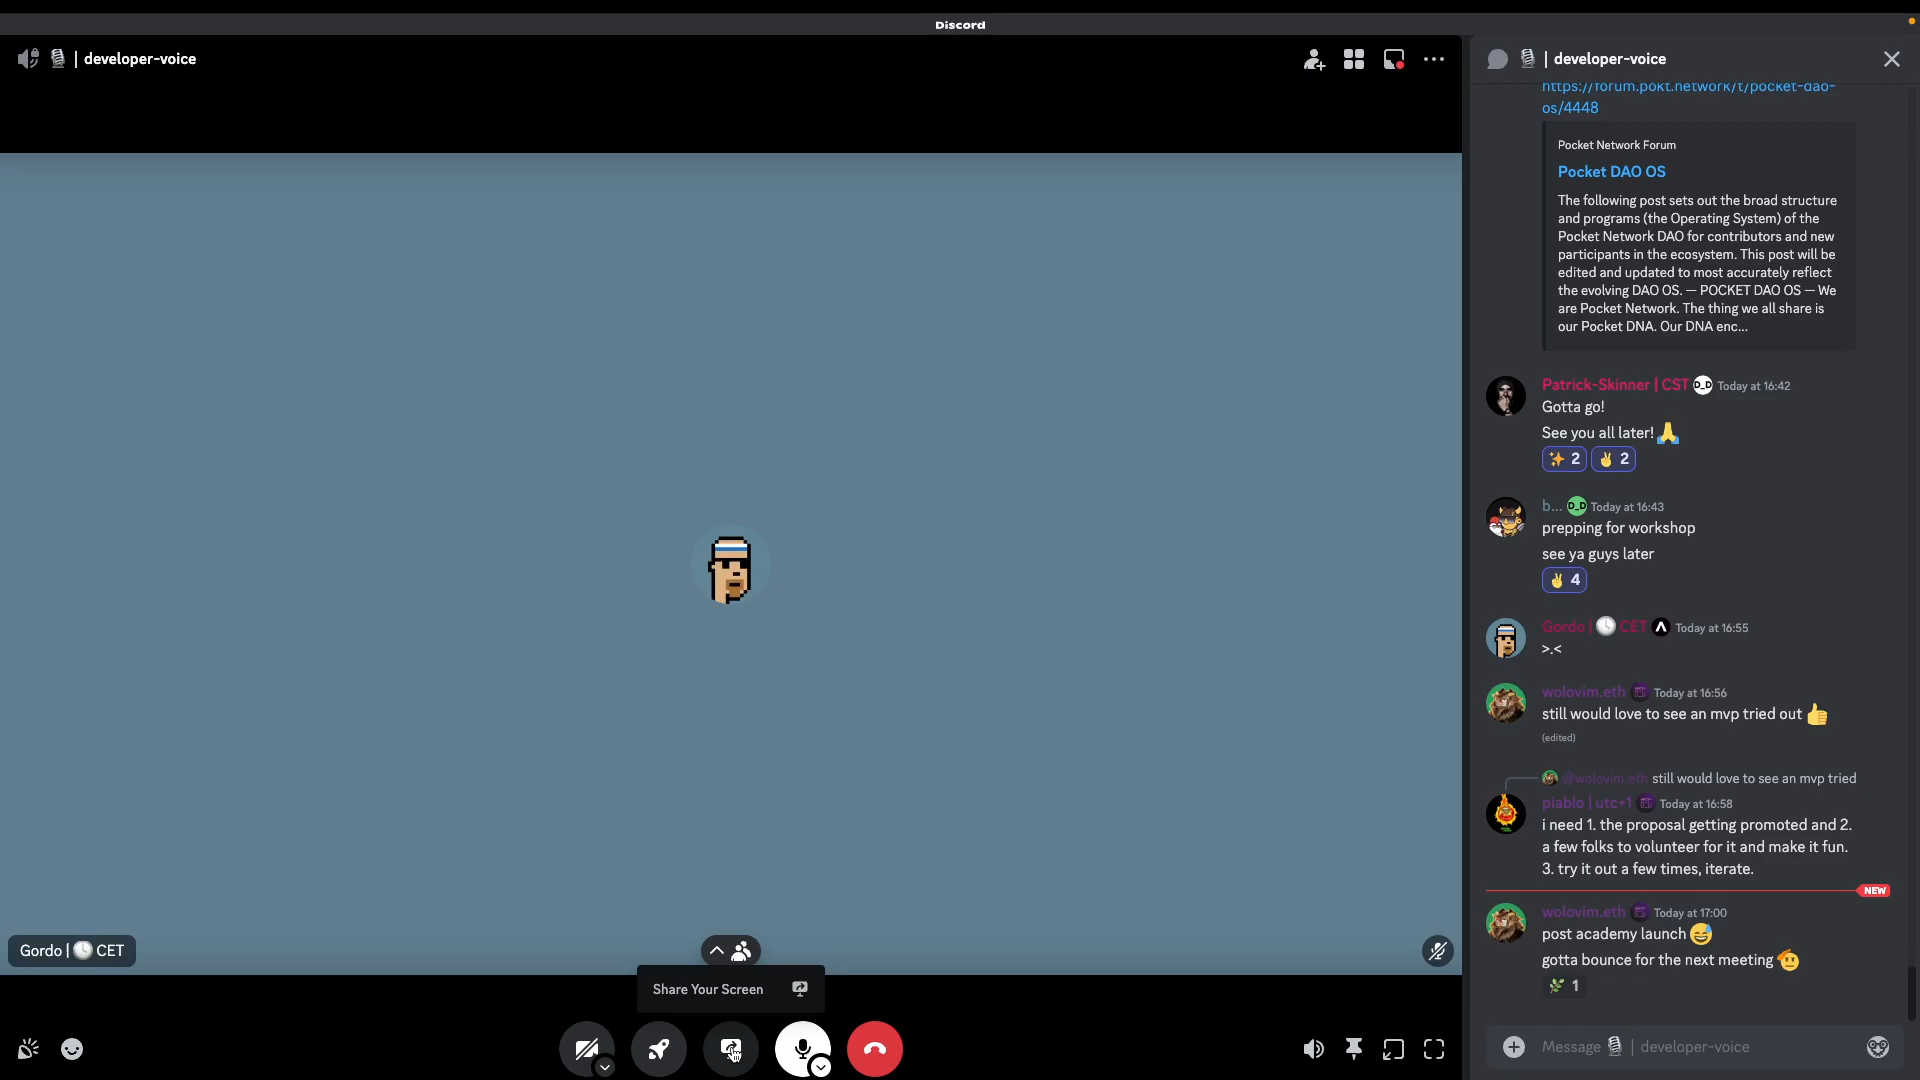 Discord
| developer-voice
| developer-voice
https://forum.pokt.network/t/pocket-dao-
os/4448
Pocket Network Forum
Pocket DAO OS
The following post sets out the broad structure
and programs (the Operating System) of the
Pocket Network DAO for contributors and new
participants in the ecosystem. This post will be
edited and updated to most accurately reflect
the evolving DAO OS. — POCKET DAO OS — We
are Pocket Network. The thing we all share is
our Pocket DNA. Our DNA enc...
Patrick-Skinner | CST D_D Today at 16:42
Gotta go!
See you all later! 🙏
✨ 2 ✌ 2
b... D_D Today at 16:43
prepping for workshop
see ya guys later
✌ 4
Gordo | 🕓 CET Today at 16:55
>.<
wolovim.eth Today at 16:56
still would love to see an mvp tried out 👍
(edited)
@wolovim.eth still would love to see an mvp tried
piablo | utc+1 Today at 16:58
i need 1. the proposal getting promoted and 2.
a few folks to volunteer for it and make it fun.
3. try it out a few times, iterate.
NEW
wolovim.eth Today at 17:00
post academy launch 😅
gotta bounce for the next meeting 🫡
🌿 1
Gordo | 🕓 CET
Share Your Screen
Message 🎙 | developer-voice